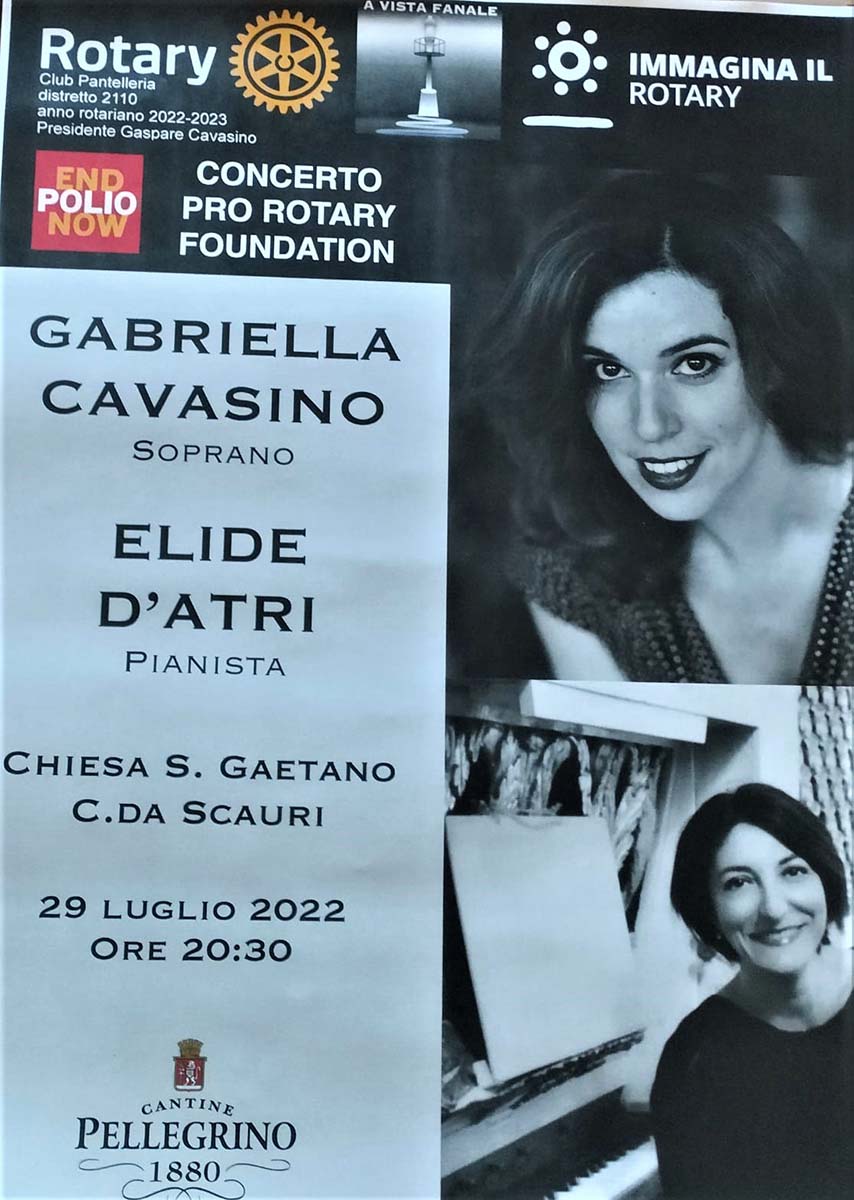 Rotary
Club Pantelleria
distretto 2110
anno rotariano 2022-2023
Presidente Gaspare Cavasino
A VISTA FANALE
IMMAGINA IL
ROTARY
END
POLIO
NOW
CONCERTO
PRO ROTARY
FOUNDATION
GABRIELLA
CAVASINO
SOPRANO
ELIDE
D'ATRI
PIANISTA
CHIESA S. GAETANO
C.DA SCAURI
29 LUGLIO 2022
ORE 20:30
CANTINE
PELLEGRINO
1880